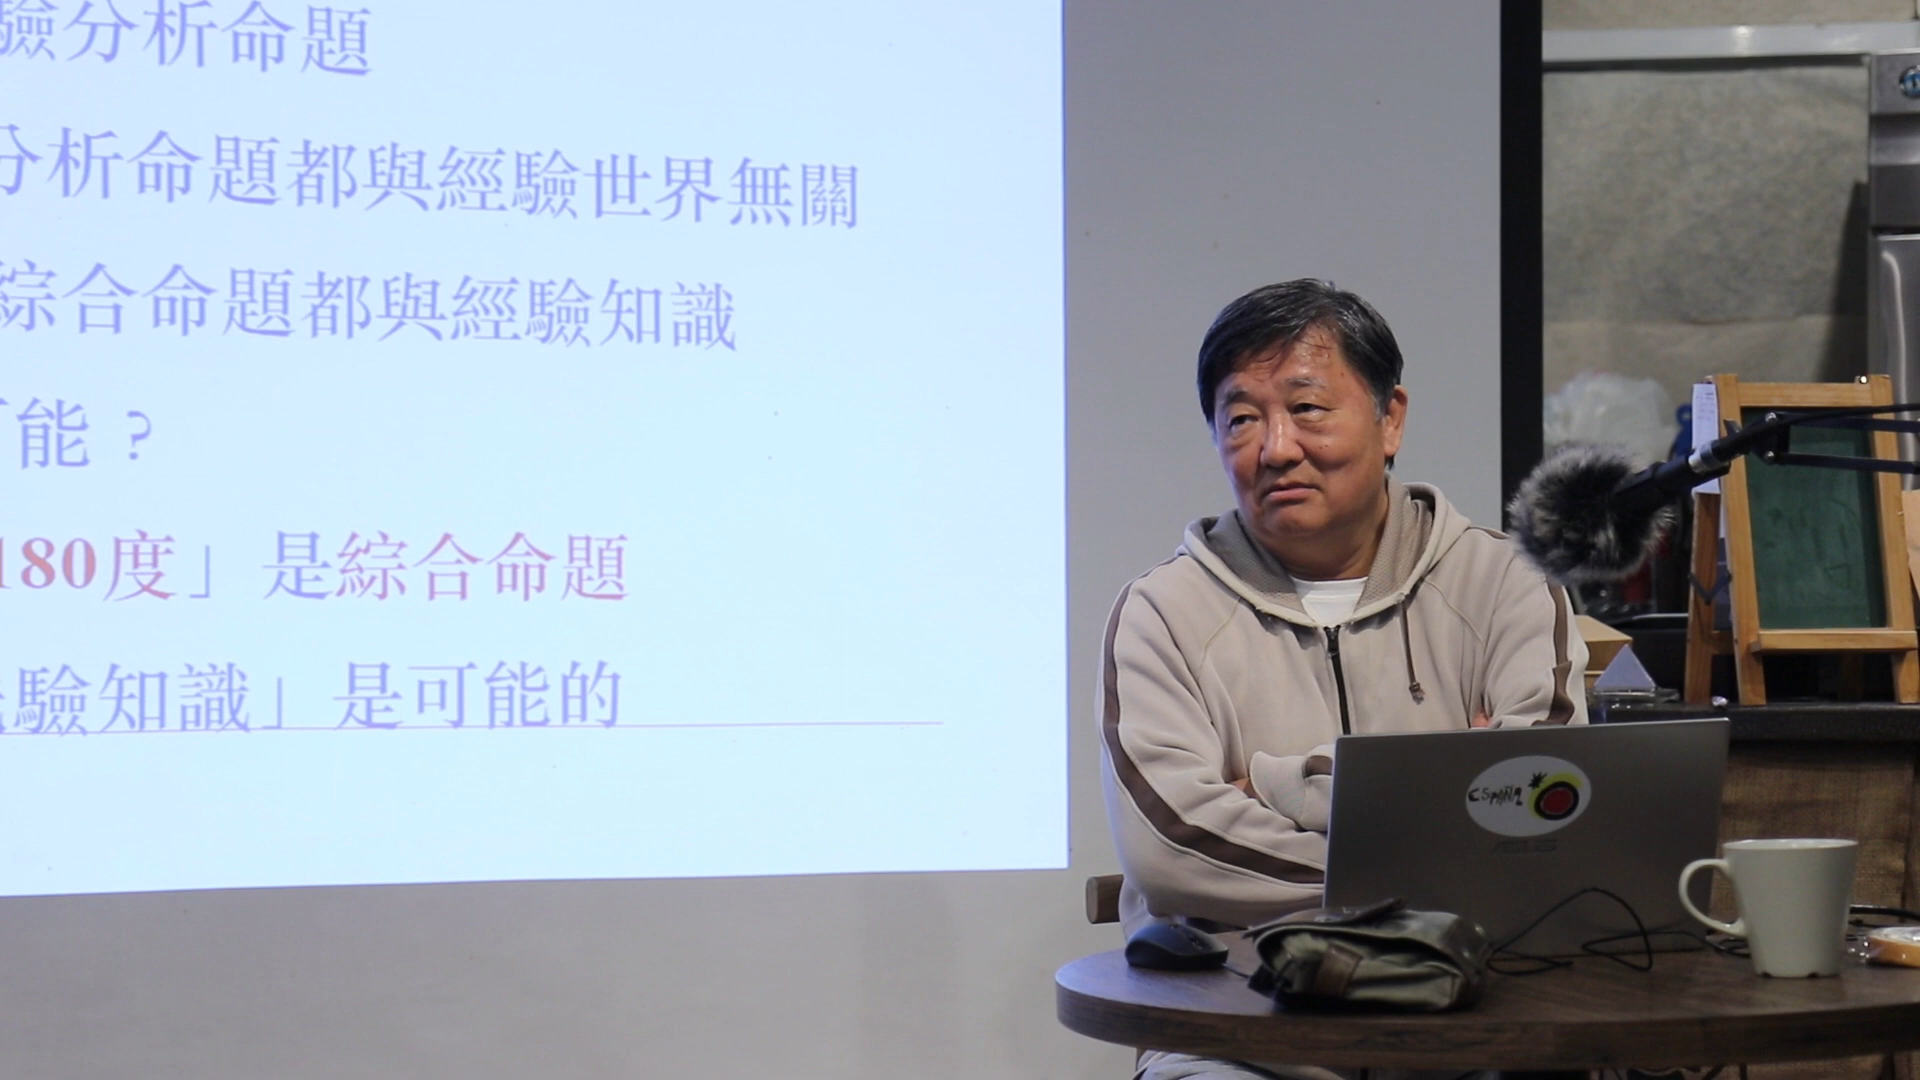 驗分析命題
分析命題都與經驗世界無關
綜合命題都與經驗知識
能？
180度」是綜合命題
驗知識」是可能的
ESPAÑA
ASUS